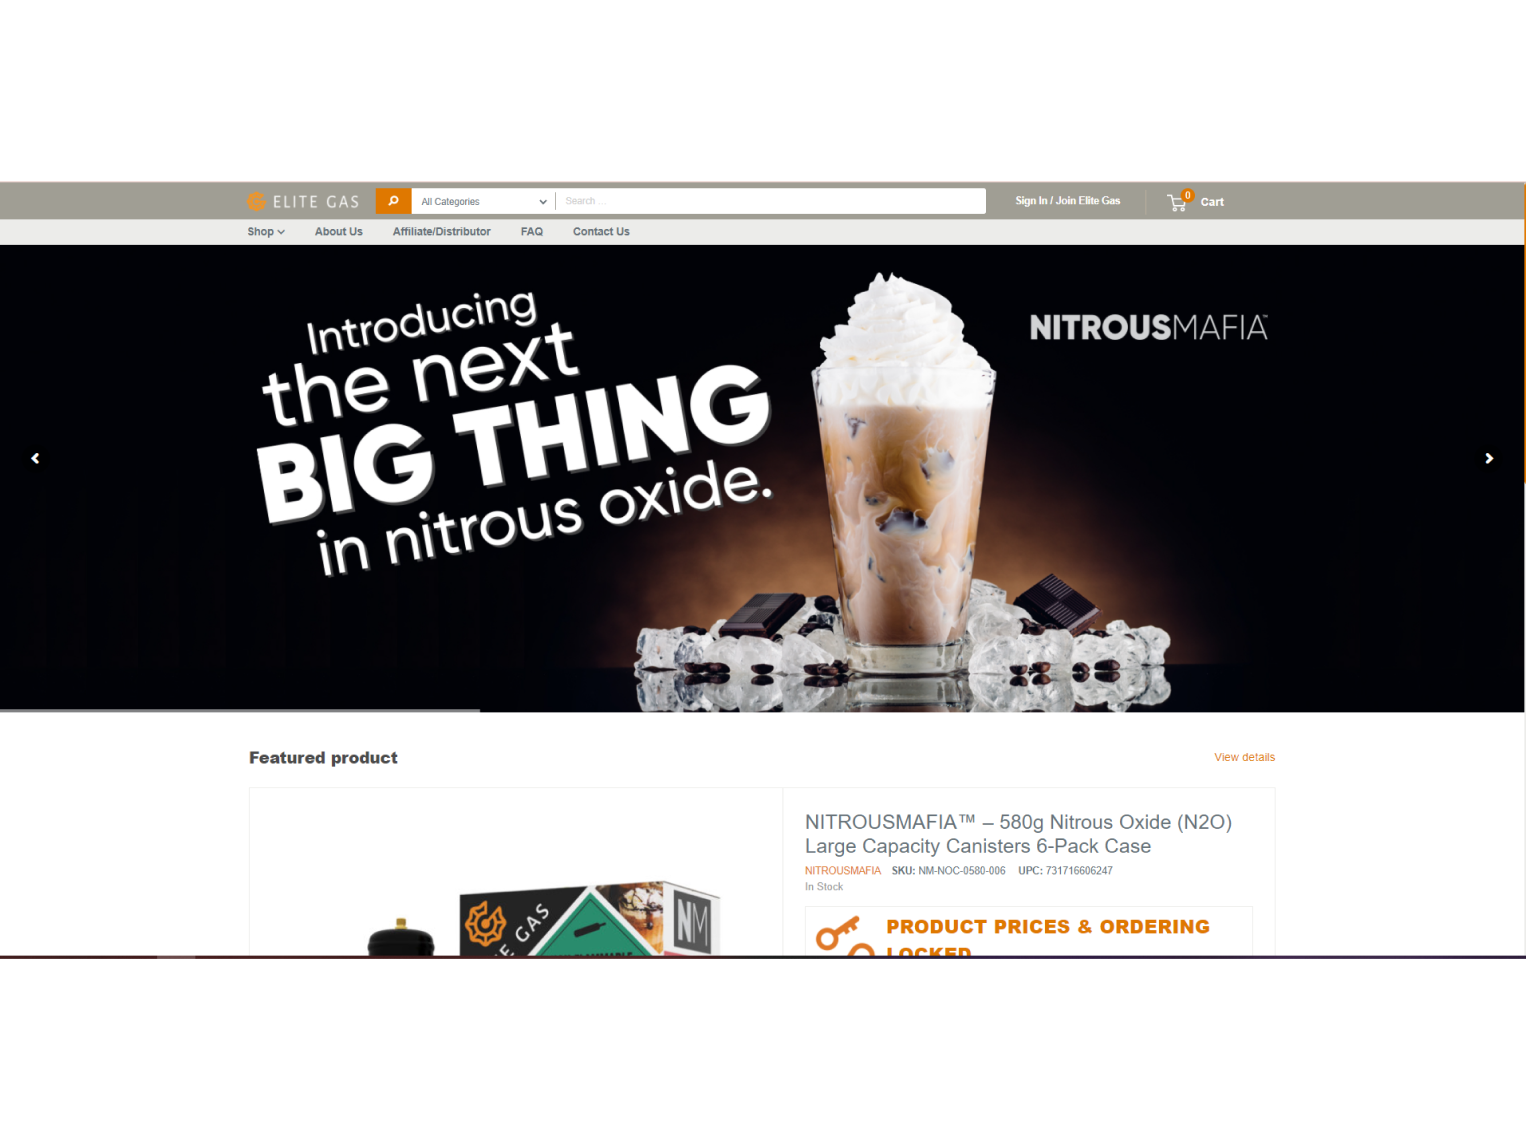 ELITE GAS
All Categories
Search ...
Sign In / Join Elite Gas
0
Cart
Shop
About Us
Affiliate/Distributor
FAQ
Contact Us
Introducing
the next
BIG THING
in nitrous oxide.
NITROUSMAFIA™
Featured product
View details
NITROUSMAFIA™ – 580g Nitrous Oxide (N2O)
Large Capacity Canisters 6-Pack Case
NITROUSMAFIA SKU: NM-NOC-0580-006 UPC: 731716606247
In Stock
PRODUCT PRICES & ORDERING
LOCKED
GAS
NM